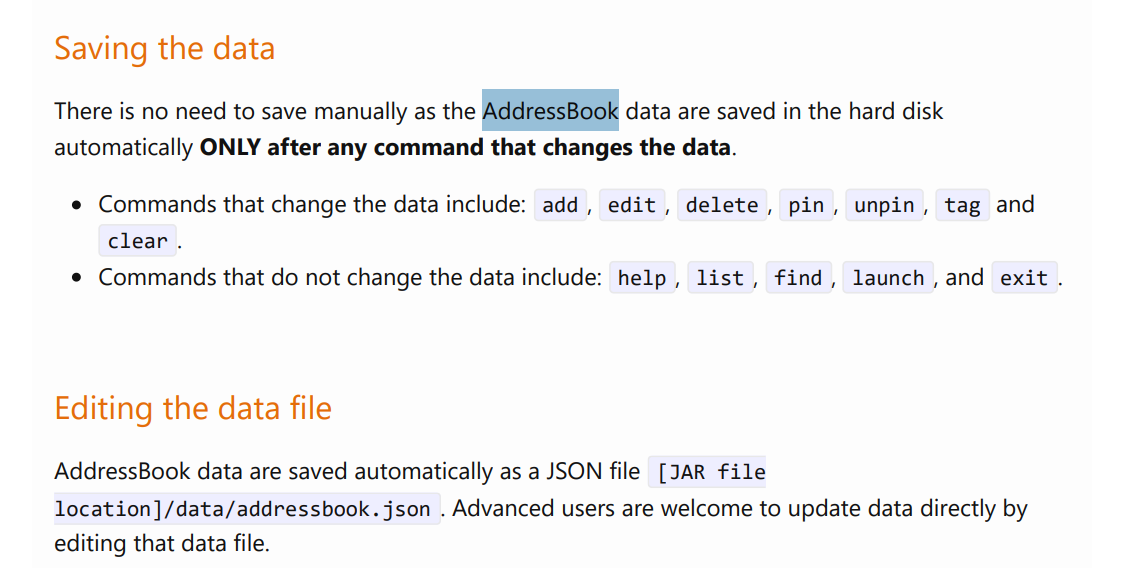 Saving the data
There is no need to save manually as the AddressBook data are saved in the hard disk
automatically ONLY after any command that changes the data.
• Commands that change the data include: add, edit, delete, pin, unpin, tag and
clear.
• Commands that do not change the data include: help, list, find, launch, and exit.
Editing the data file
AddressBook data are saved automatically as a JSON file [JAR file
location]/data/addressbook.json. Advanced users are welcome to update data directly by
editing that data file.